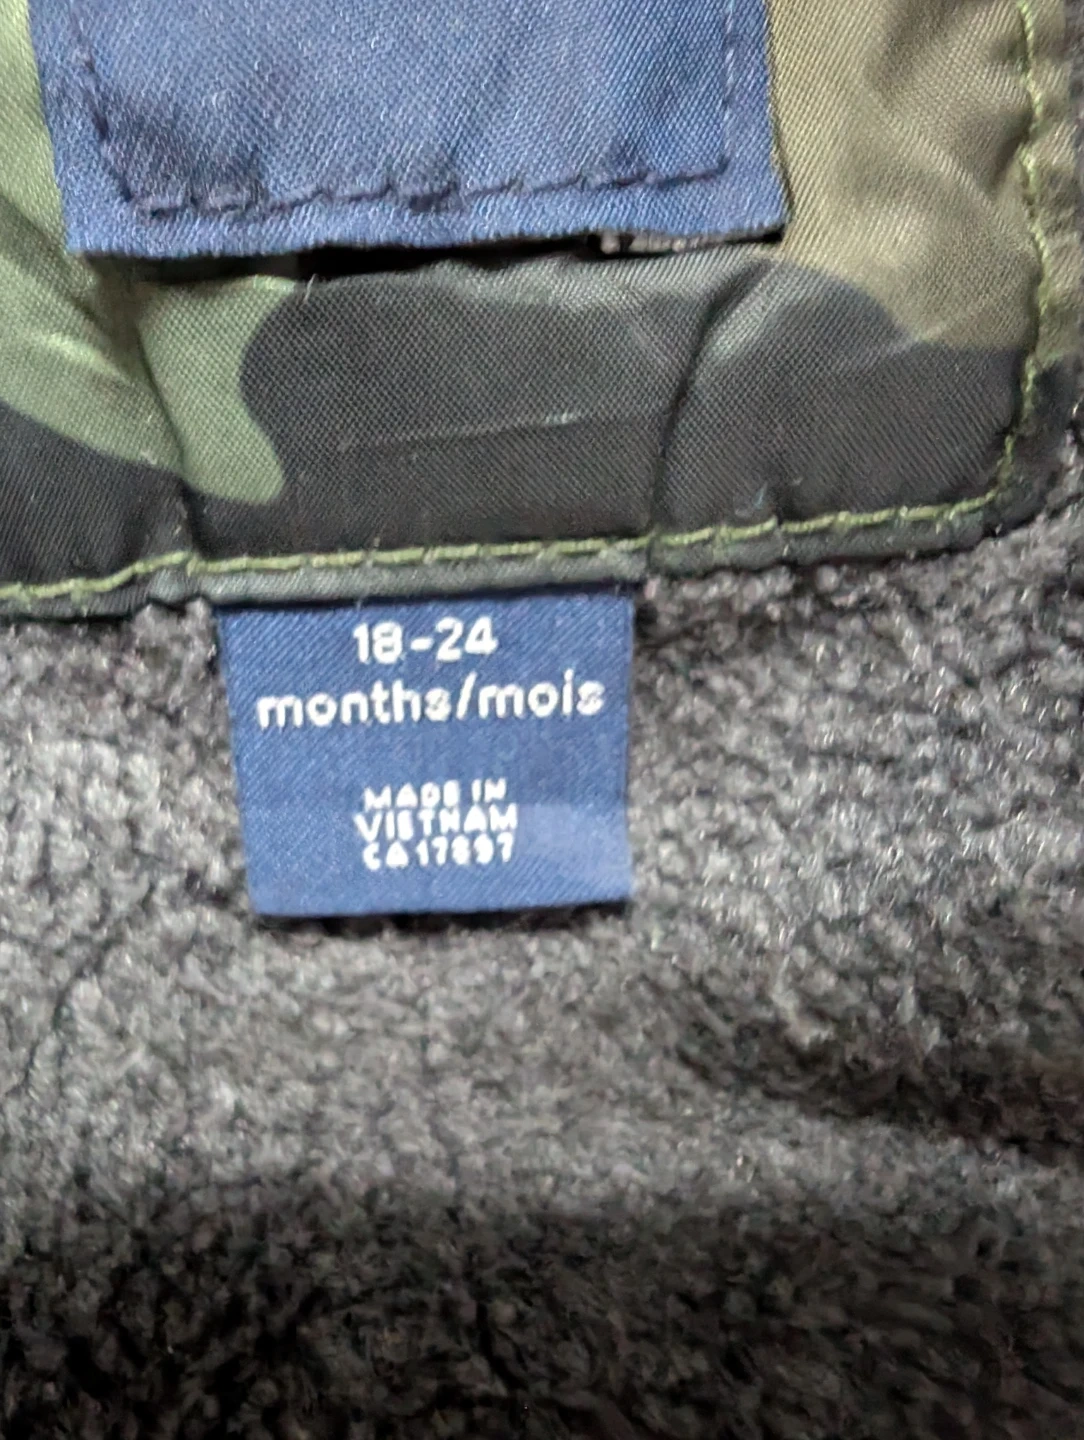 18-24
months/mois
MADE IN
VIETNAM
CA17897